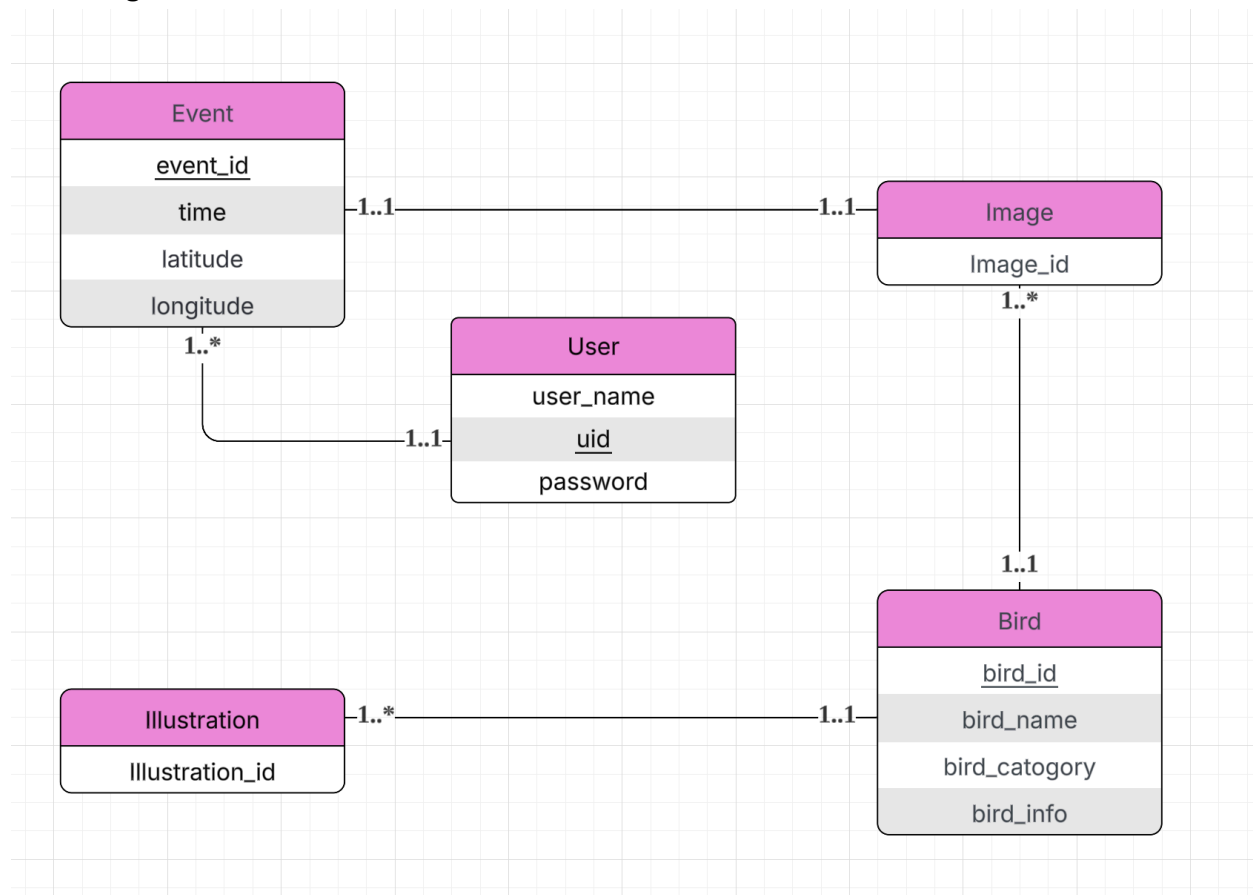 Event
event_id
time
latitude
longitude
1..1
1..1
Image
Image_id
1..*
1..*
User
user_name
uid
password
1..1
1..1
Bird
bird_id
bird_name
bird_catogory
bird_info
Illustration
Illustration_id
1..*
1..1